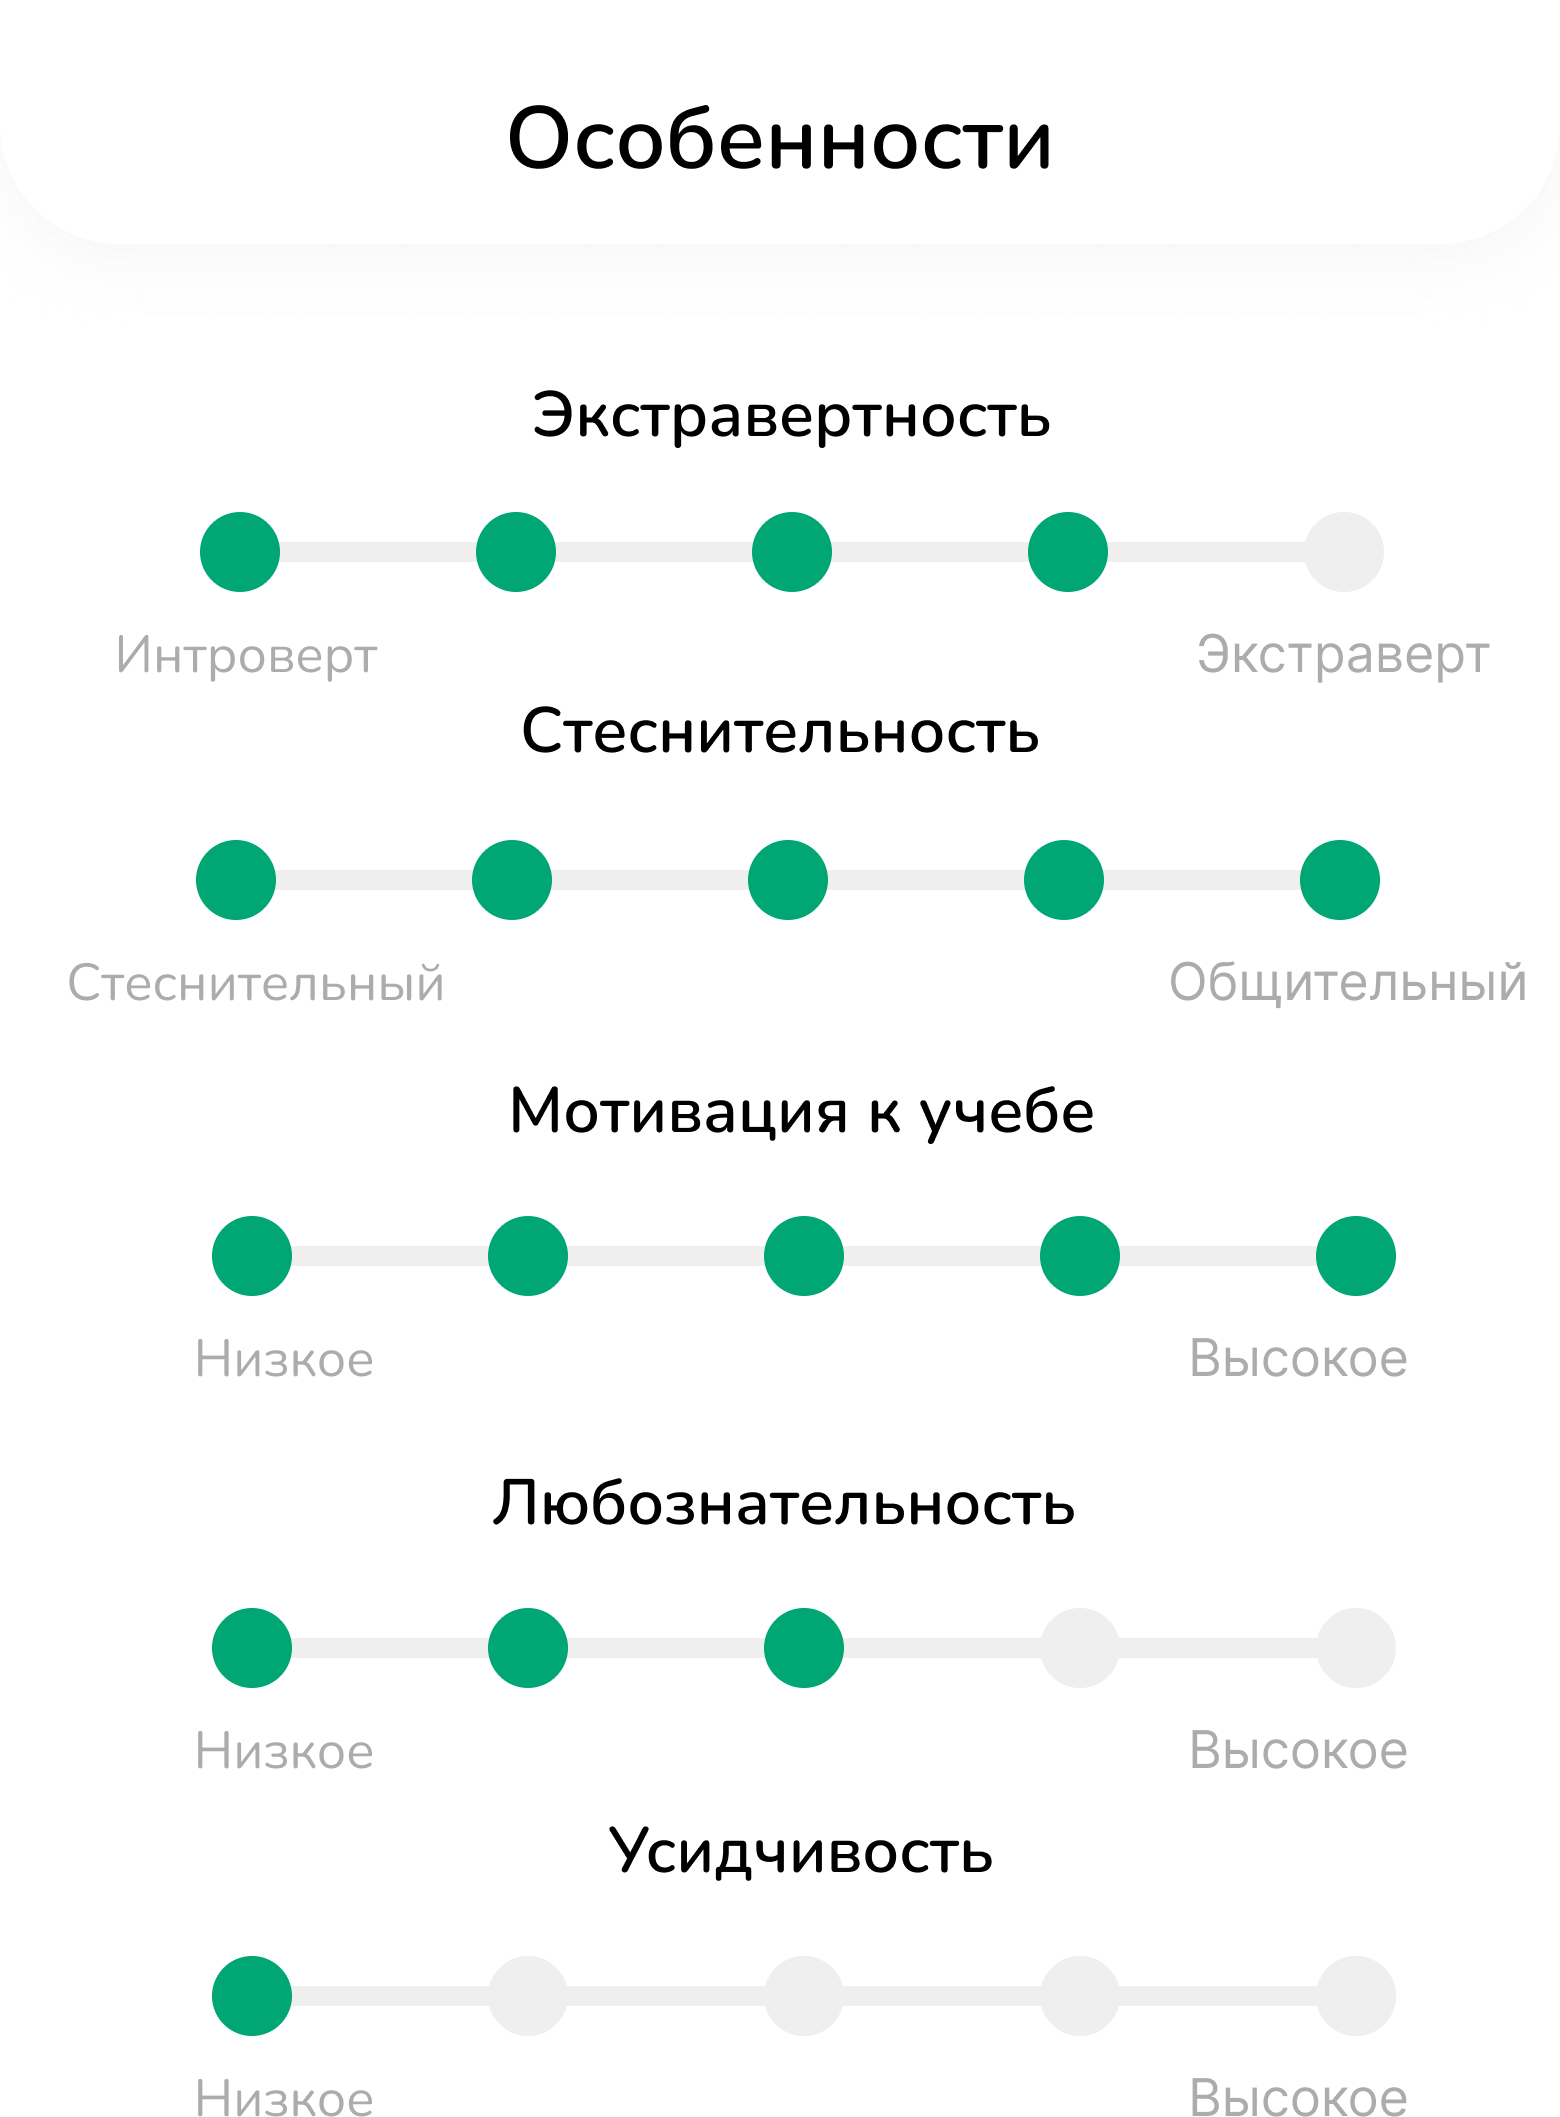 Особенности
Экстравертность
Интроверт Экстраверт
Стеснительность
Стеснительный Общительный
Мотивация к учебе
Низкое Высокое
Любознательность
Низкое Высокое
Усидчивость
Низкое Высокое